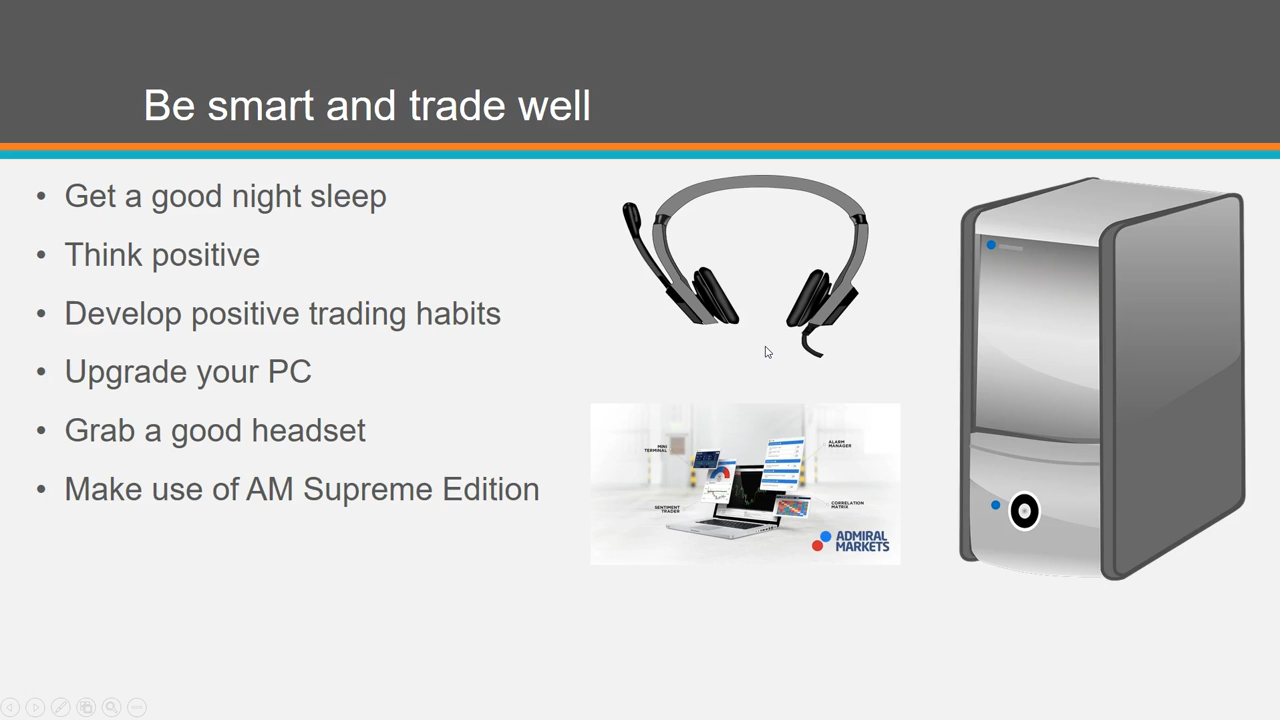 Be smart and trade well
• Get a good night sleep
• Think positive
• Develop positive trading habits
• Upgrade your PC
• Grab a good headset
• Make use of AM Supreme Edition
MINI
TERMINAL
ALARM
MANAGER
SENTIMENT
TRADER
CORRELATION
MATRIX
ADMIRAL
MARKETS